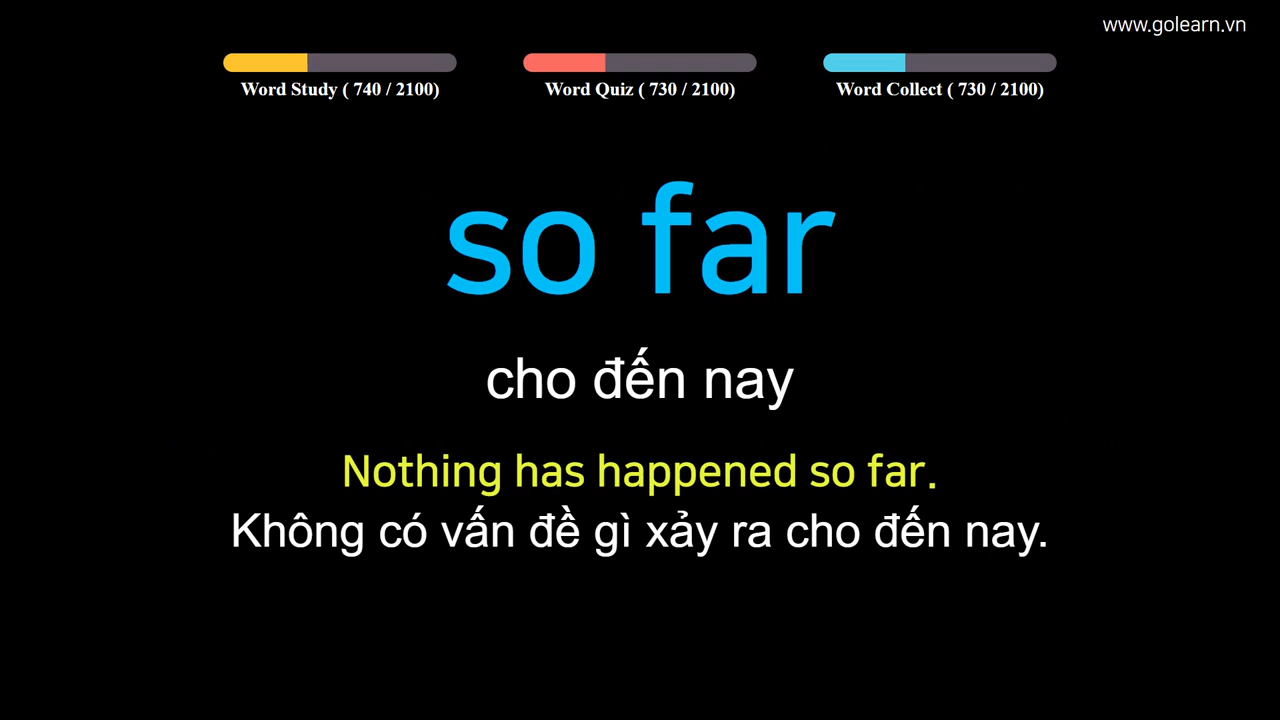 www.golearn.vn
Word Study ( 740 / 2100)
Word Quiz ( 730 / 2100)
Word Collect ( 730 / 2100)
so far
cho đến nay
Nothing has happened so far.
Không có vấn đề gì xảy ra cho đến nay.